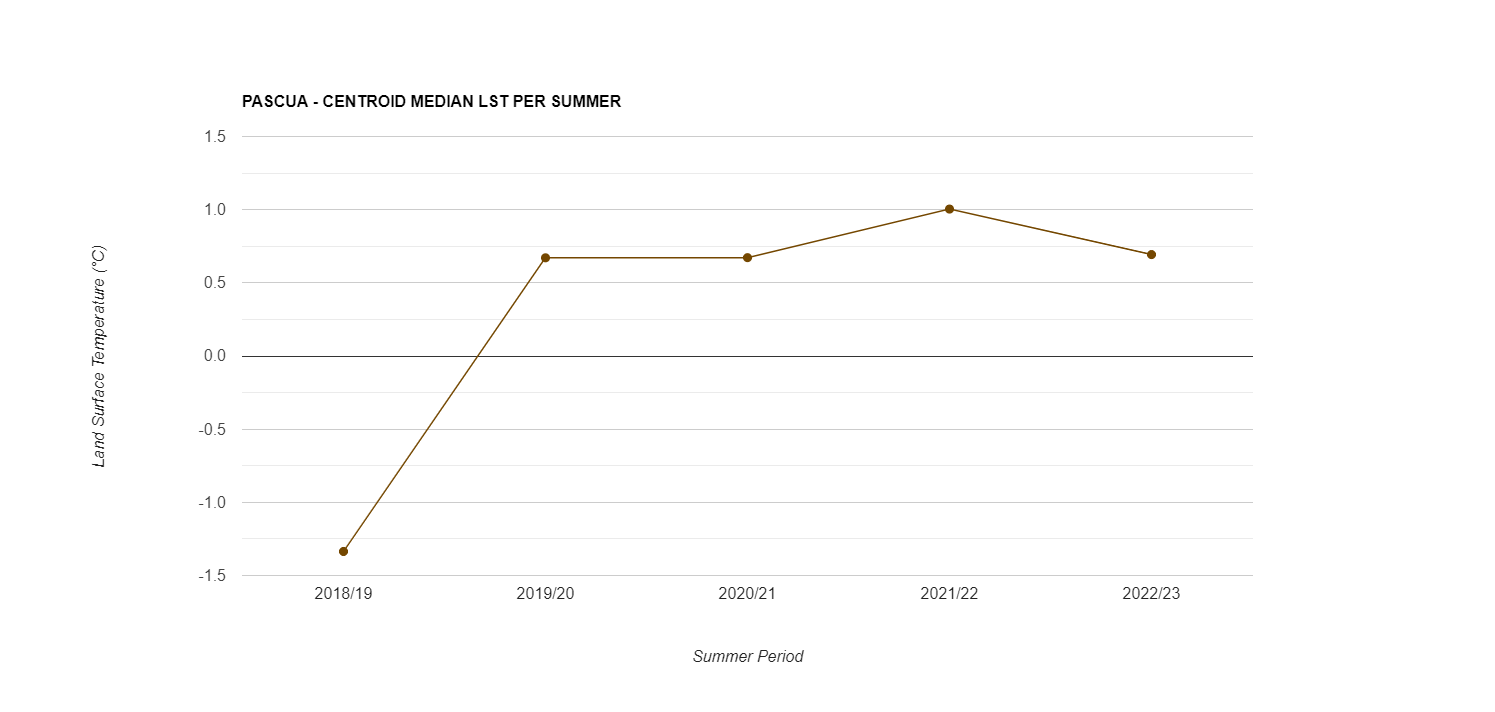 PASCUA - CENTROID MEDIAN LST PER SUMMER
1.5
1.0
0.5
0.0
-0.5
-1.0
-1.5
Land Surface Temperature (°C)
2018/19 2019/20 2020/21 2021/22 2022/23
Summer Period